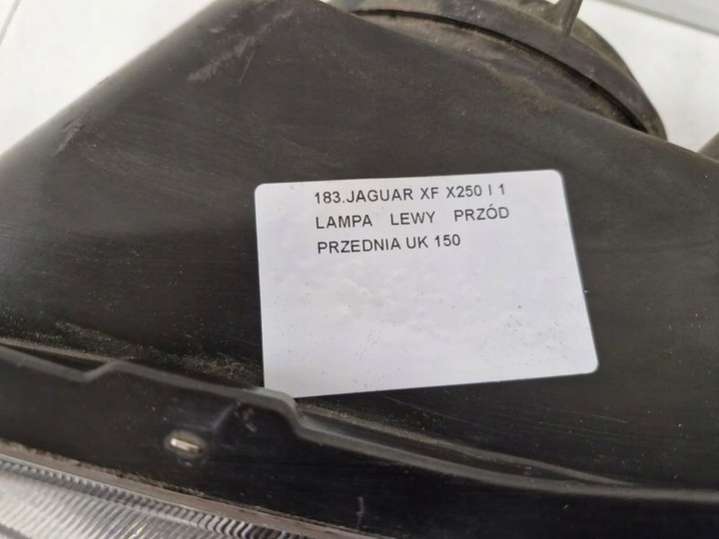 183.JAGUAR XF X250 I 1
LAMPA LEWY PRZÓD
PRZEDNIA UK 150